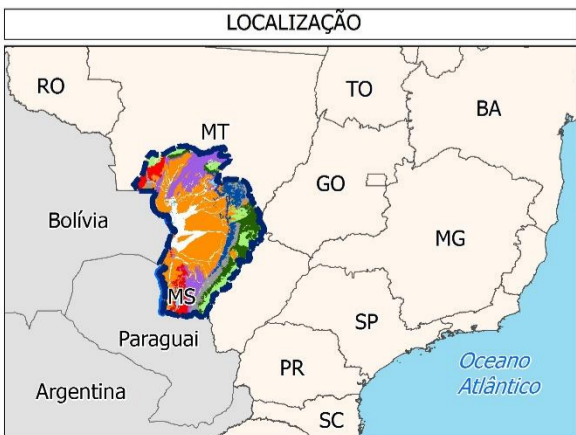 LOCALIZAÇÃO
RO
TO
BA
MT
GO
Bolívia
MG
MS
SP
Paraguai
PR
Oceano
Atlântico
Argentina
SC